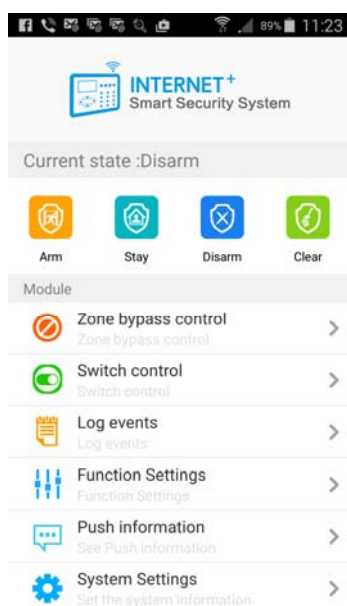 89% 11:23
INTERNET+
Smart Security System
Current state :Disarm
Arm Stay Disarm Clear
Module
Zone bypass control
Zone bypass control
Switch control
Switch control
Log events
Log events
Function Settings
Function Settings
Push information
See Push information
System Settings
Set the system information